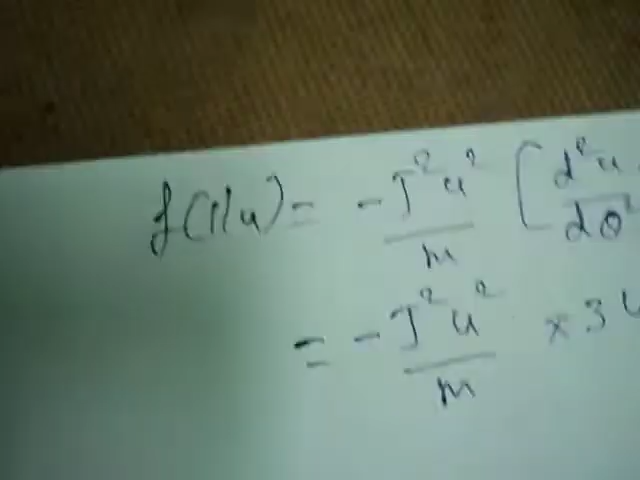 f(1/u) = -J²u²/m [d²u/dθ²
= -J²u²/m × 3